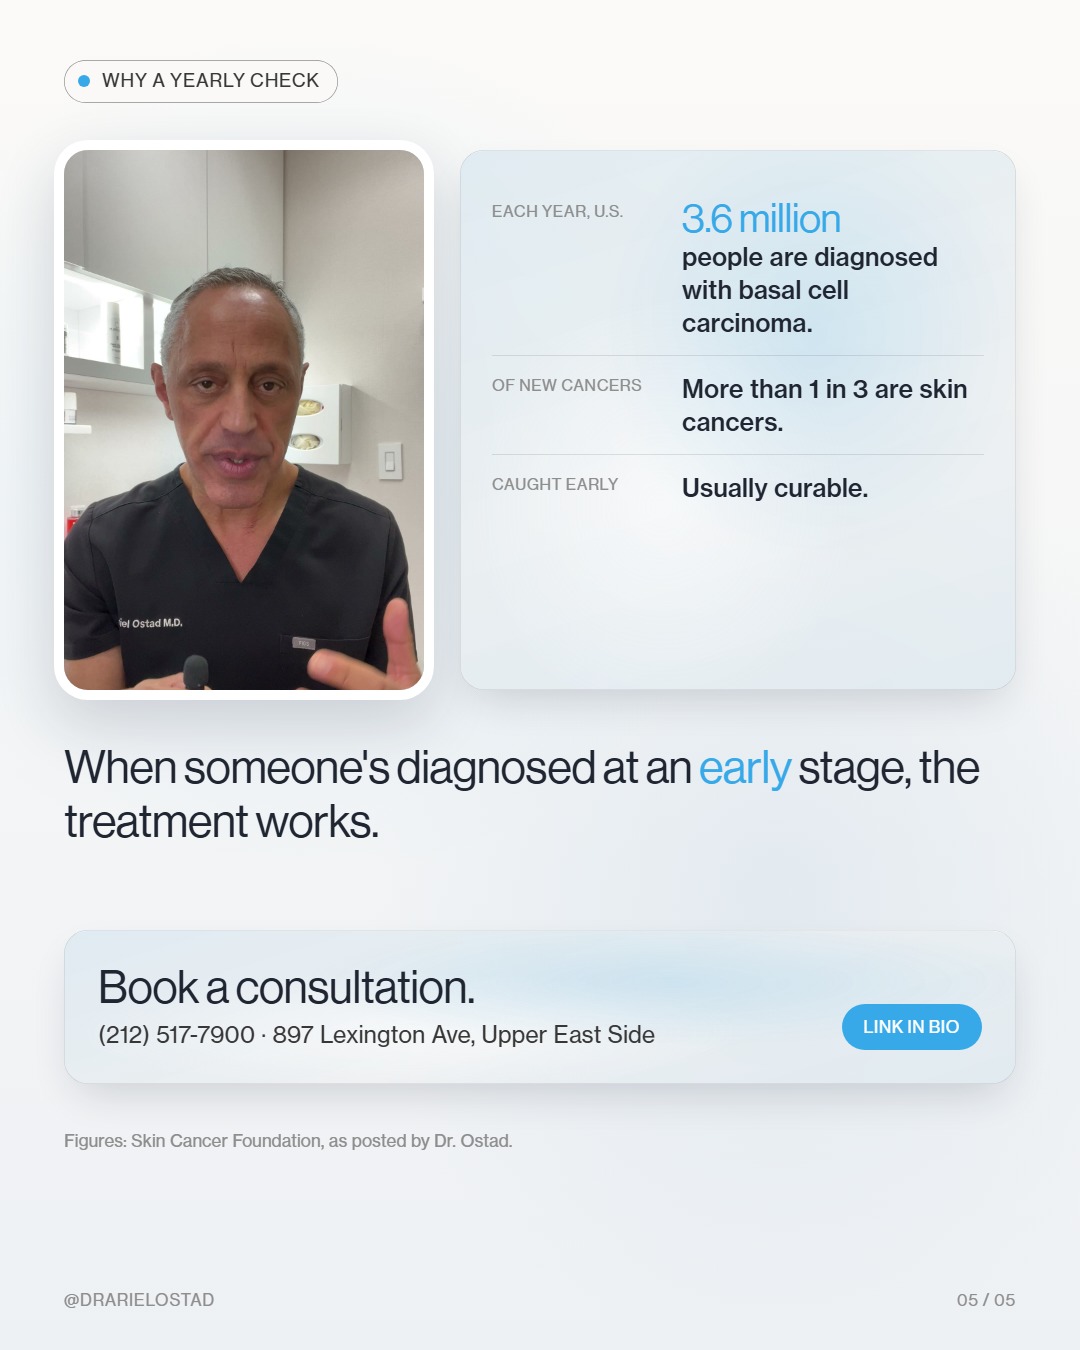 WHY A YEARLY CHECK
iel Ostad M.D.
EACH YEAR, U.S.
3.6 million
people are diagnosed
with basal cell
carcinoma.
OF NEW CANCERS
More than 1 in 3 are skin
cancers.
CAUGHT EARLY
Usually curable.
When someone's diagnosed at an early stage, the
treatment works.
Book a consultation.
(212) 517-7900 · 897 Lexington Ave, Upper East Side
LINK IN BIO
Figures: Skin Cancer Foundation, as posted by Dr. Ostad.
@DRARIELOSTAD
05 / 05